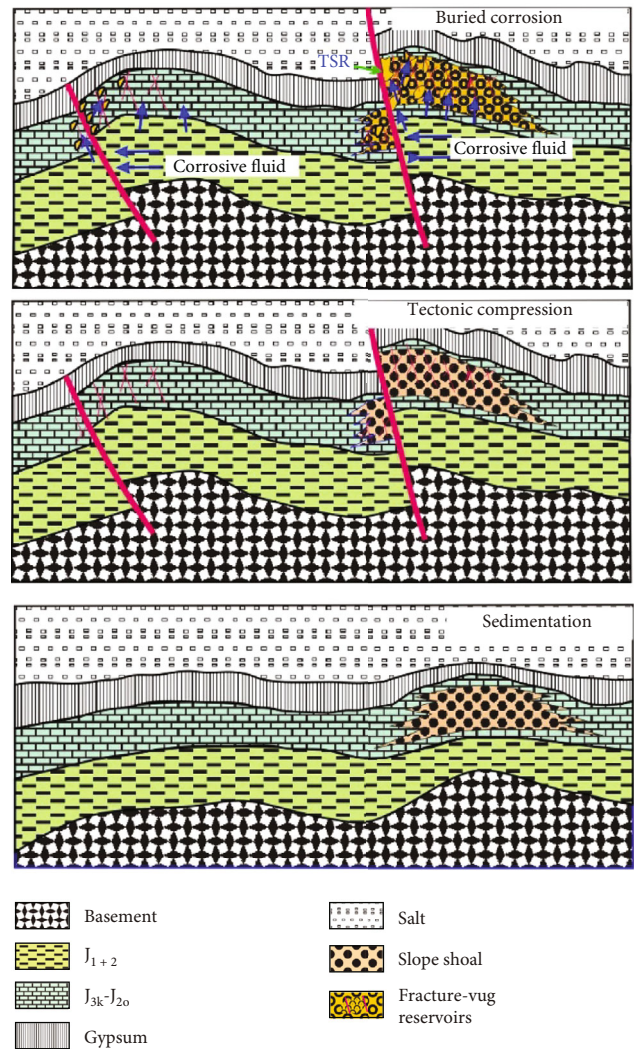 Buried corrosion
TSR
Corrosive fluid
Corrosive fluid
Tectonic compression
Sedimentation
Basement
J1 + 2
J3k-J2o
Gypsum
Salt
Slope shoal
Fracture-vug
reservoirs